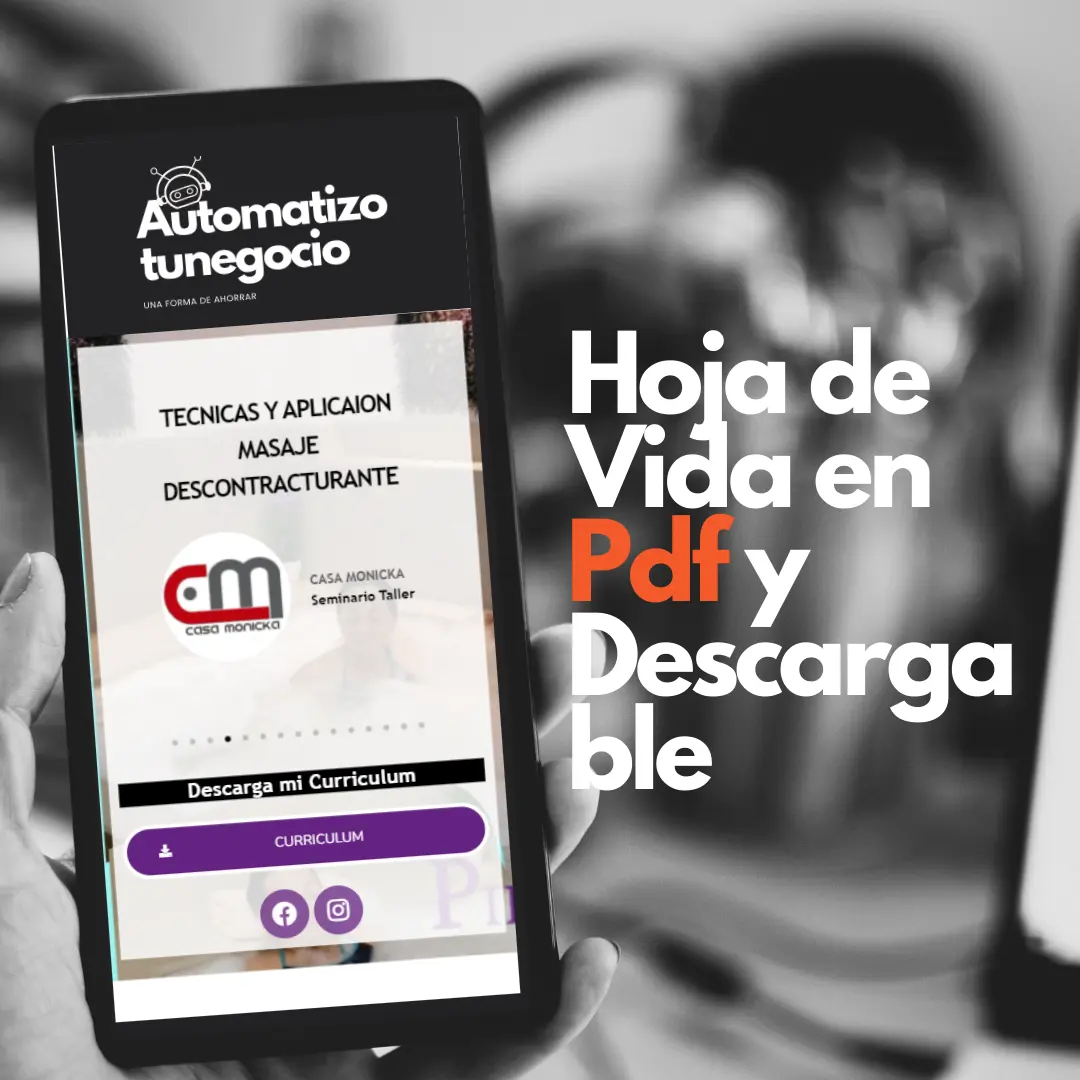 Automatizo
tunegocio
UNA FORMA DE AHORRAR
TECNICAS Y APLICAION
MASAJE
DESCONTRACTURANTE
CASA MONICKA
CASA MONICKA
Seminario Taller
Descarga mi Curriculum
CURRICULUM
Hoja de
Vida en
Pdf y
Descarga
ble